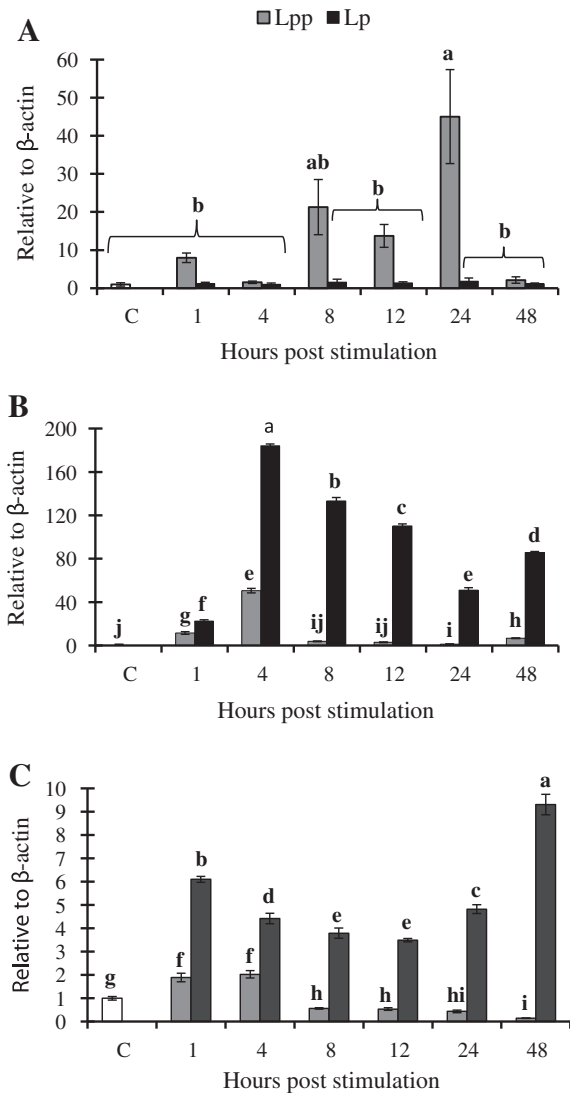 Lpp Lp
A
Relative to β-actin
60
50
40
30
20
10
0
b
ab
b
a
b
C 1 4 8 12 24 48
Hours post stimulation
B
Relative to β-actin
200
160
120
80
40
0
j
g f
e
a
ij
b
ij
c
i
e
h
d
C 1 4 8 12 24 48
Hours post stimulation
C
Relative to β-actin
10
9
8
7
6
5
4
3
2
1
0
g
f
b
f
d
h
e
h
e
hi
c
i
a
C 1 4 8 12 24 48
Hours post stimulation